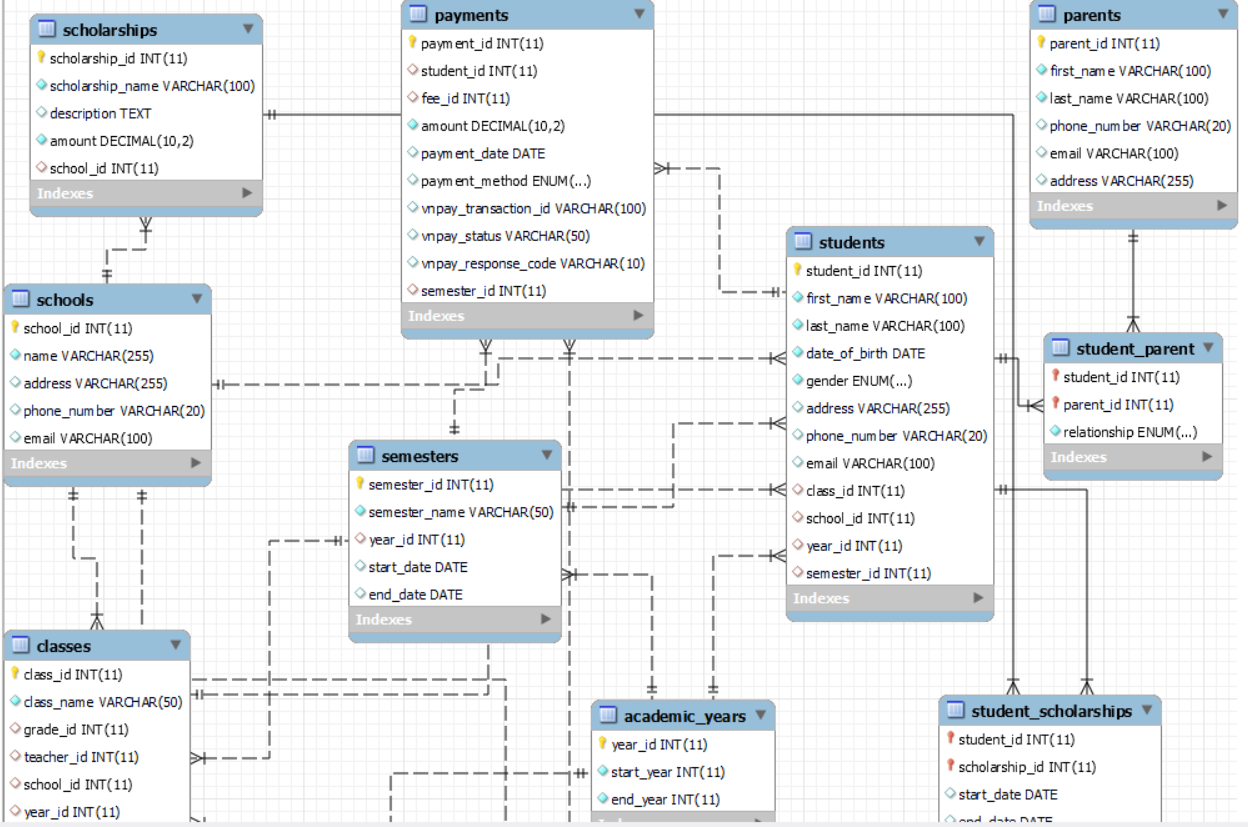 scholarships
scholarship_id INT(11)
scholarship_name VARCHAR(100)
description TEXT
amount DECIMAL(10,2)
school_id INT(11)
Indexes
payments
payment_id INT(11)
student_id INT(11)
fee_id INT(11)
amount DECIMAL(10,2)
payment_date DATE
payment_method ENUM(...)
vnpay_transaction_id VARCHAR(100)
vnpay_status VARCHAR(50)
vnpay_response_code VARCHAR(10)
semester_id INT(11)
Indexes
parents
parent_id INT(11)
first_name VARCHAR(100)
last_name VARCHAR(100)
phone_number VARCHAR(20)
email VARCHAR(100)
address VARCHAR(255)
Indexes
students
student_id INT(11)
first_name VARCHAR(100)
last_name VARCHAR(100)
date_of_birth DATE
gender ENUM(...)
address VARCHAR(255)
phone_number VARCHAR(20)
email VARCHAR(100)
class_id INT(11)
school_id INT(11)
year_id INT(11)
semester_id INT(11)
Indexes
schools
school_id INT(11)
name VARCHAR(255)
address VARCHAR(255)
phone_number VARCHAR(20)
email VARCHAR(100)
Indexes
student_parent
student_id INT(11)
parent_id INT(11)
relationship ENUM(...)
Indexes
semesters
semester_id INT(11)
semester_name VARCHAR(50)
year_id INT(11)
start_date DATE
end_date DATE
Indexes
classes
class_id INT(11)
class_name VARCHAR(50)
grade_id INT(11)
teacher_id INT(11)
school_id INT(11)
year_id INT(11)
academic_years
year_id INT(11)
start_year INT(11)
end_year INT(11)
student_scholarships
student_id INT(11)
scholarship_id INT(11)
start_date DATE
end_date DATE